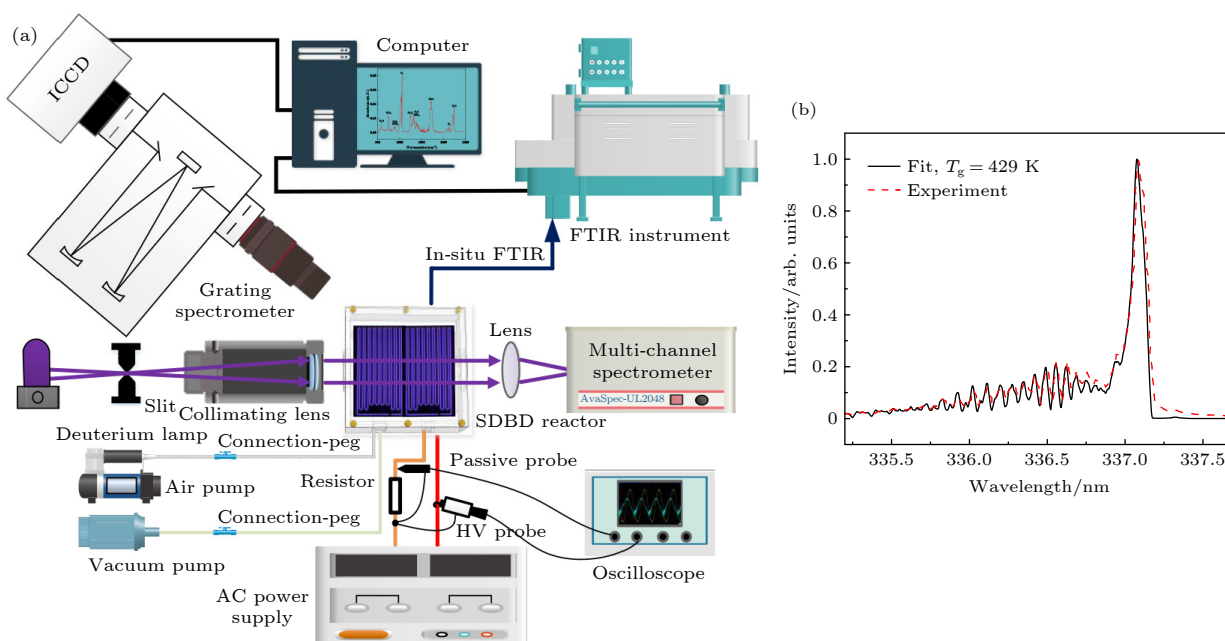 (a)
ICCD
Computer
Grating
spectrometer
In-situ FTIR
FTIR instrument
Slit
Collimating lens
Lens
Multi-channel
spectrometer
AvaSpec-UL2048
SDBD reactor
Deuterium lamp
Connection-peg
Air pump
Resistor
Passive probe
Connection-peg
HV probe
Vacuum pump
Oscilloscope
AC power
supply
(b)
Fit, Tg = 429 K
Experiment
Intensity/arb. units
1.0
0.8
0.6
0.4
0.2
0
335.5
336.0
336.5
337.0
337.5
Wavelength/nm